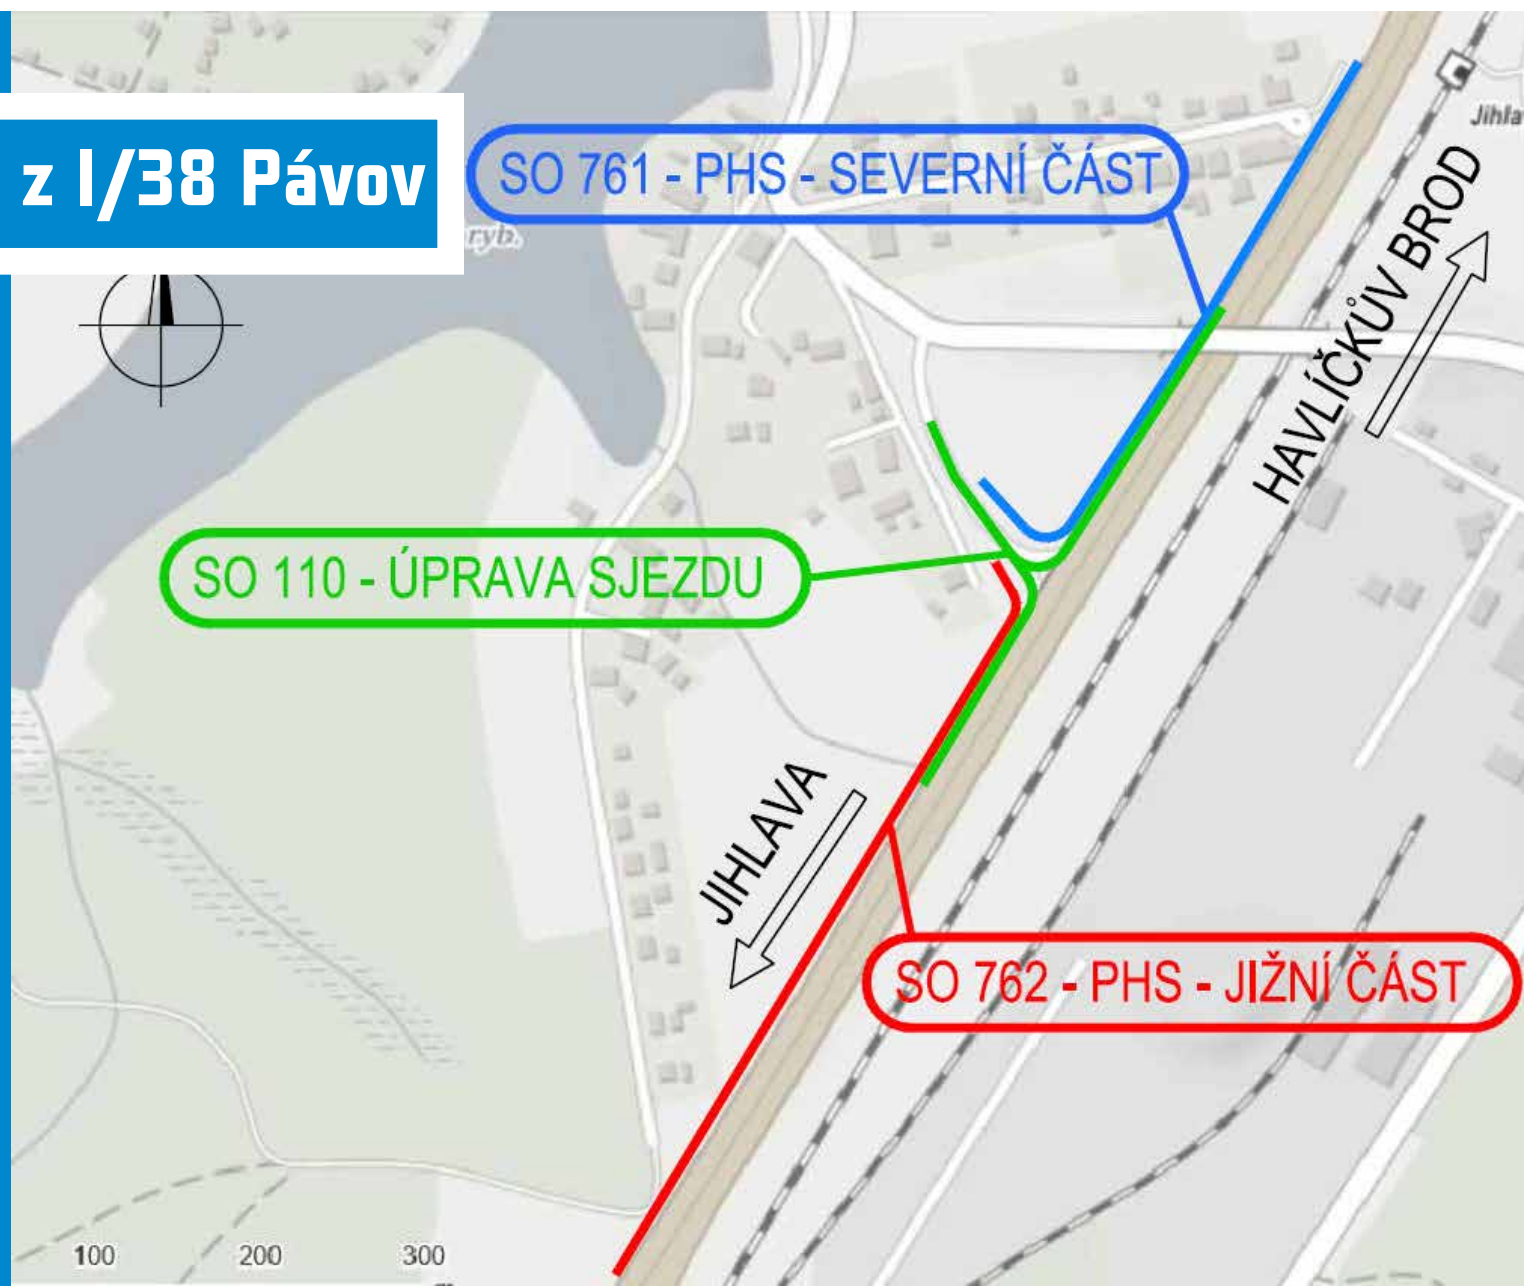 z I/38 Pávov
SO 761 - PHS - SEVERNÍ ČÁST
Jihla
ryb.
HAVLÍČKŮV BROD
SO 110 - ÚPRAVA SJEZDU
JIHLAVA
SO 762 - PHS - JIŽNÍ ČÁST
100 200 300